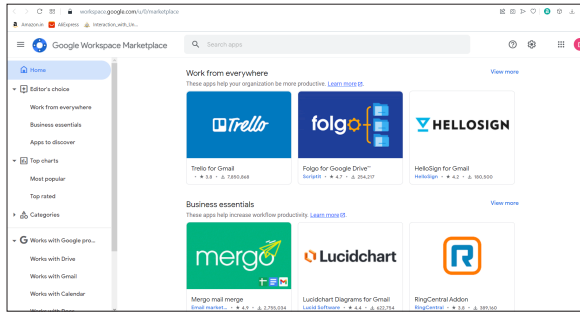 workspace.google.com/u/0/marketplace
Amazon.in AliExpress
Google Workspace Marketplace
Search apps
Home
Editor's choice
Work from everywhere
Business essentials
Apps to discover
Top charts
Most popular
Top rated
Categories
Works with Google pro...
Works with Drive
Works with Gmail
Works with Calendar
Work from everywhere
View more
These apps help your organization be more productive. Learn more
Trello
folgo
HELLOSIGN
Trello for Gmail
3.8 7,850,868
Folgo for Google Drive™
ScriptIt 4.7 254,217
HelloSign for Gmail
HelloSign 4.2 180,500
Business essentials
View more
These apps help increase workflow productivity. Learn more
mergo
Lucidchart
R
Mergo mail merge
Email market... 4.9 2,755,034
Lucidchart Diagrams for Gmail
Lucid Software 4.4 622,754
RingCentral Addon
RingCentral 3.8 389,160